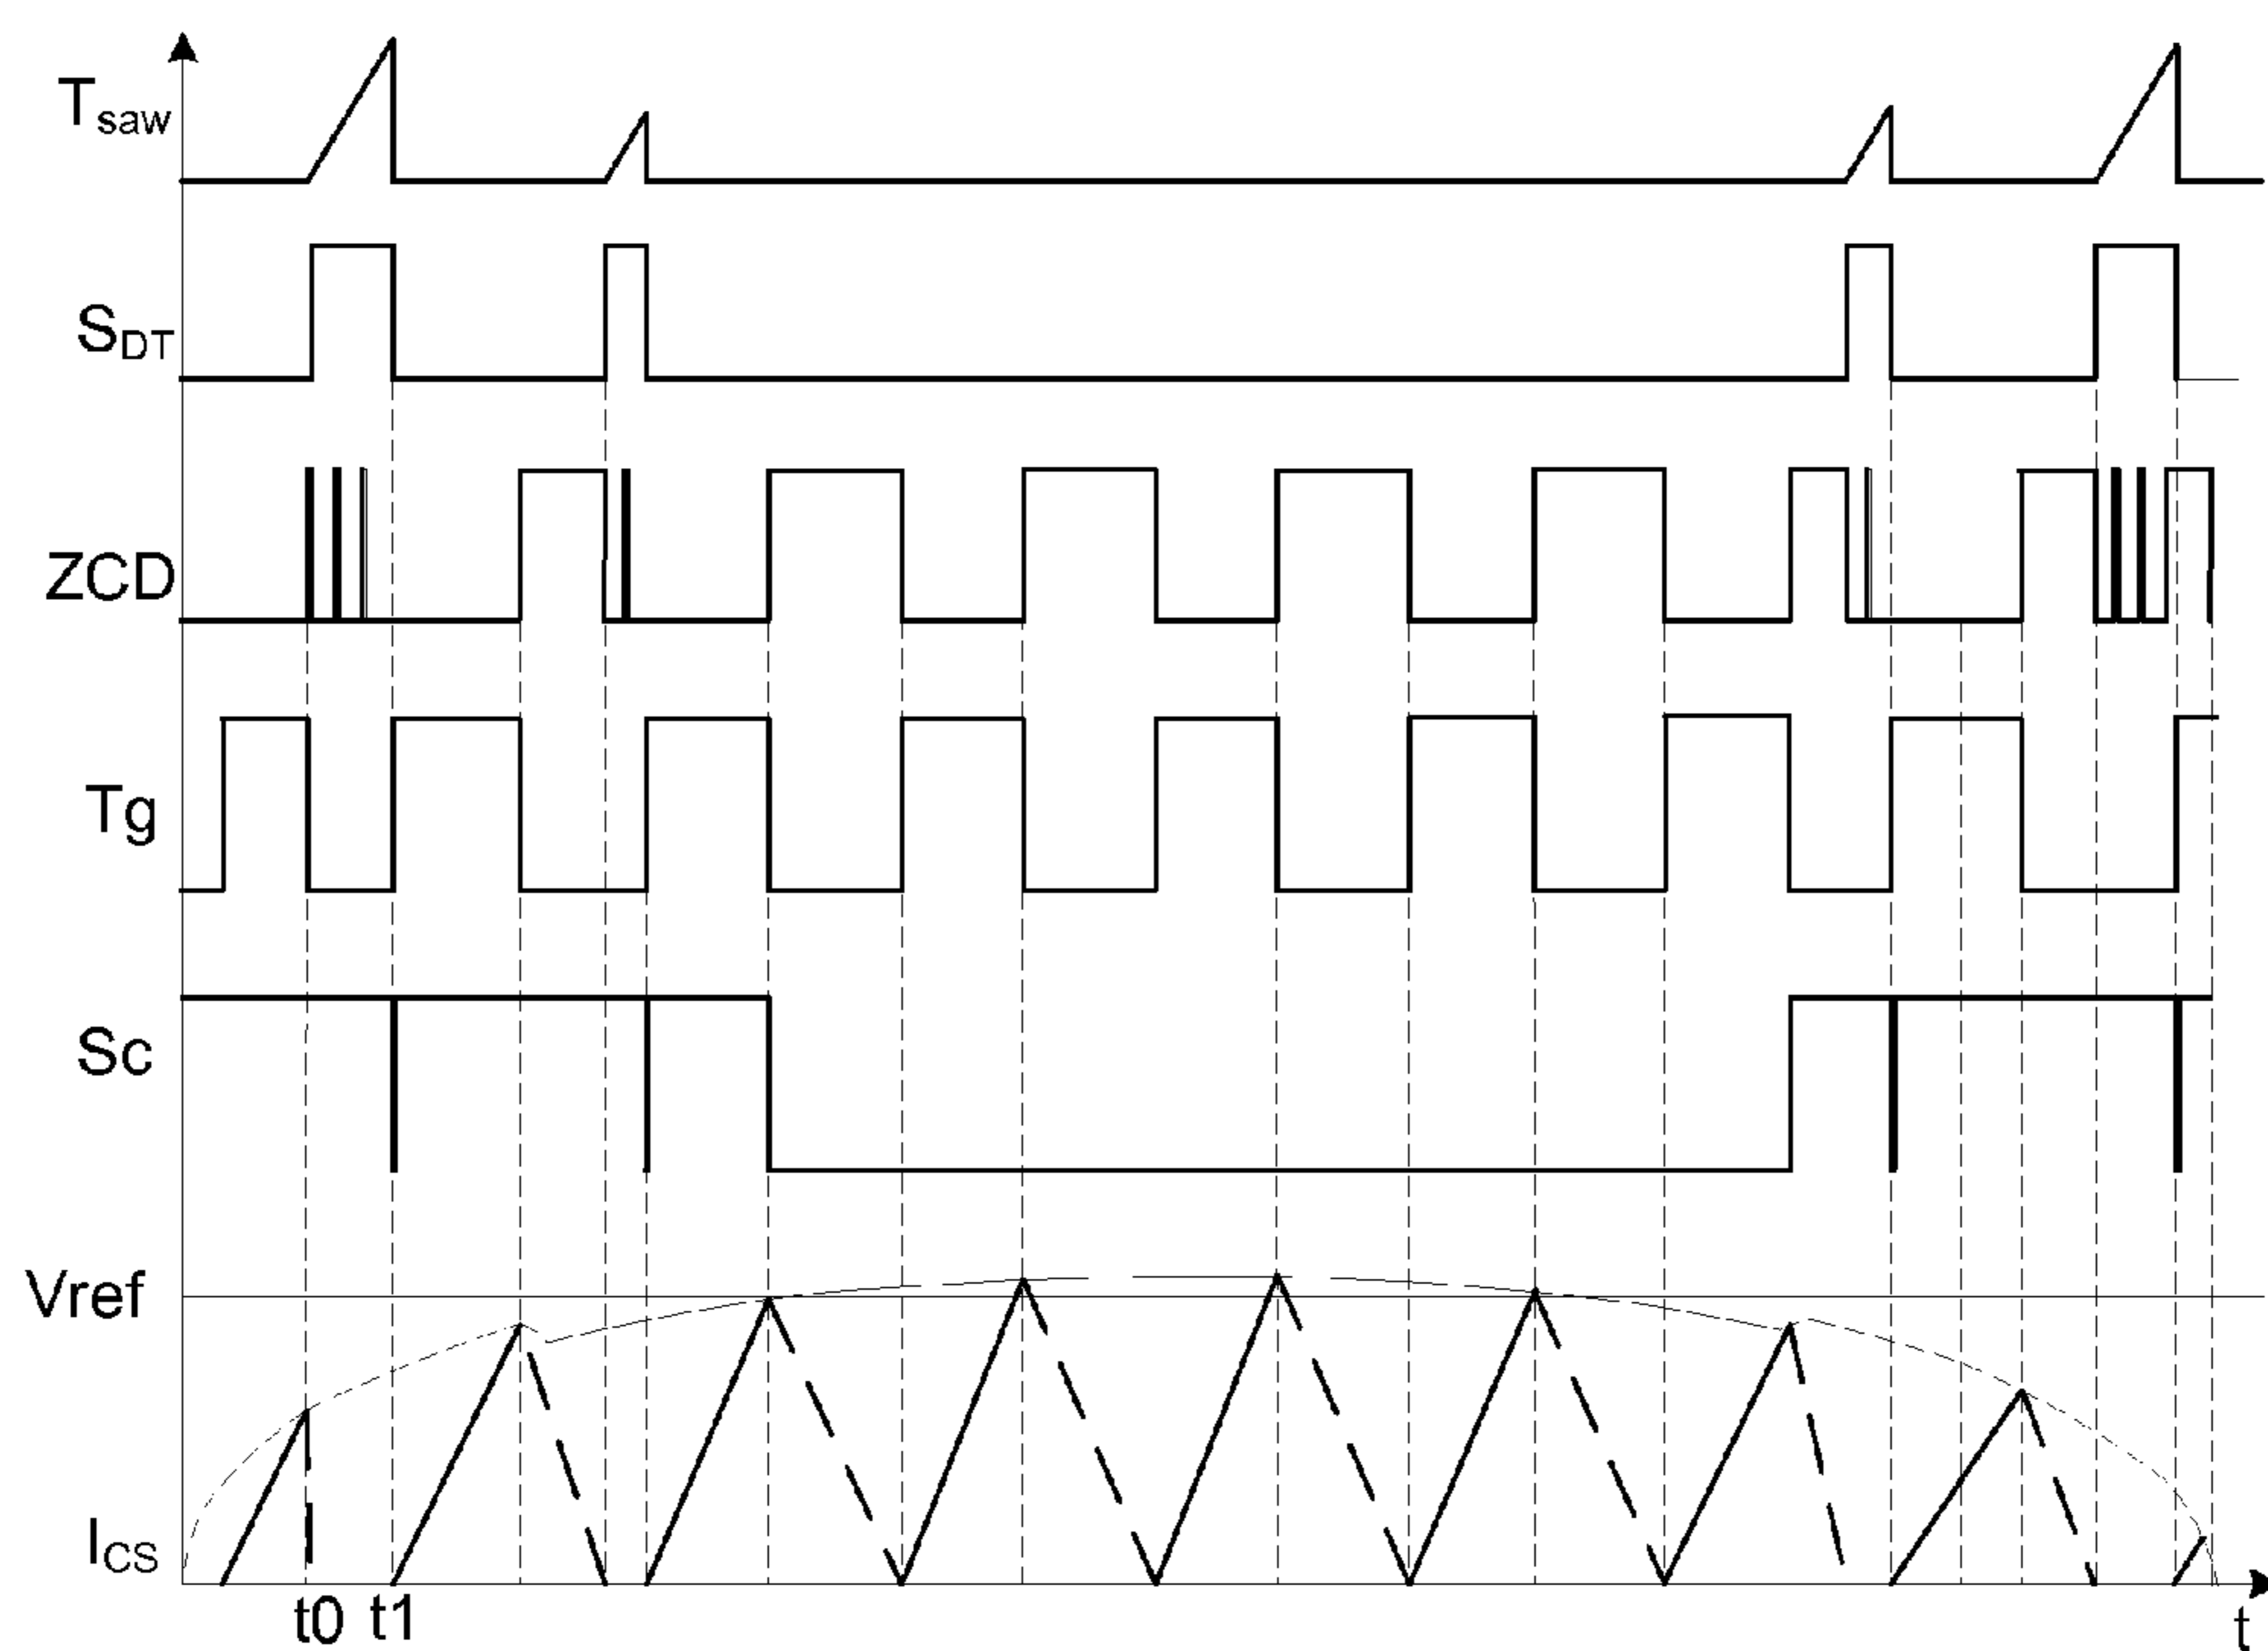 Tsaw
SDT
ZCD
Tg
Sc
Vref
ICS
t0 t1
t